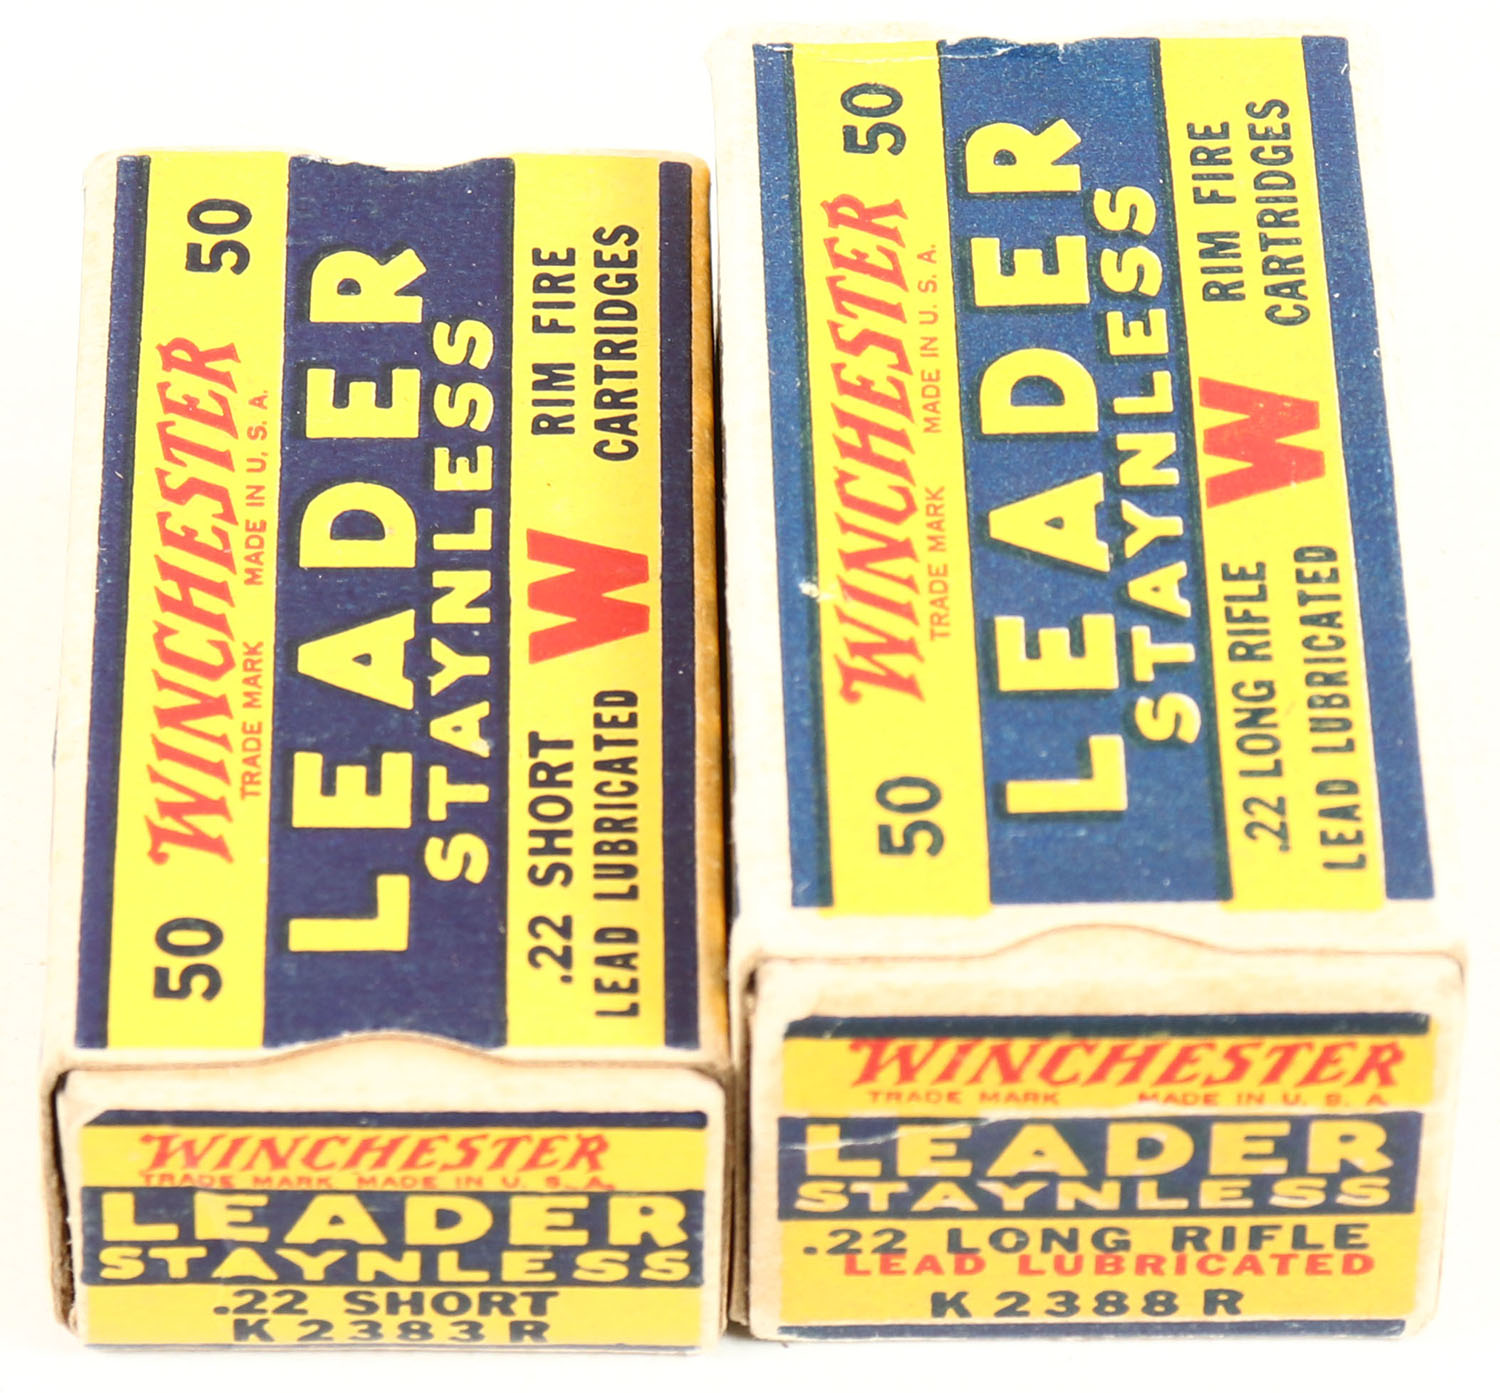 50 WINCHESTER 50
TRADE MARK MADE IN U. S. A.
LEADER
STAYNLESS
.22 SHORT W RIM FIRE
LEAD LUBRICATED CARTRIDGES
WINCHESTER
TRADE MARK MADE IN U. S. A.
LEADER
STAYNLESS
.22 SHORT
K2383R
50 WINCHESTER 50
TRADE MARK MADE IN U. S. A.
LEADER
STAYNLESS
.22 LONG RIFLE W RIM FIRE
LEAD LUBRICATED CARTRIDGES
WINCHESTER
TRADE MARK MADE IN U. S. A.
LEADER
STAYNLESS
.22 LONG RIFLE
LEAD LUBRICATED
K2388R